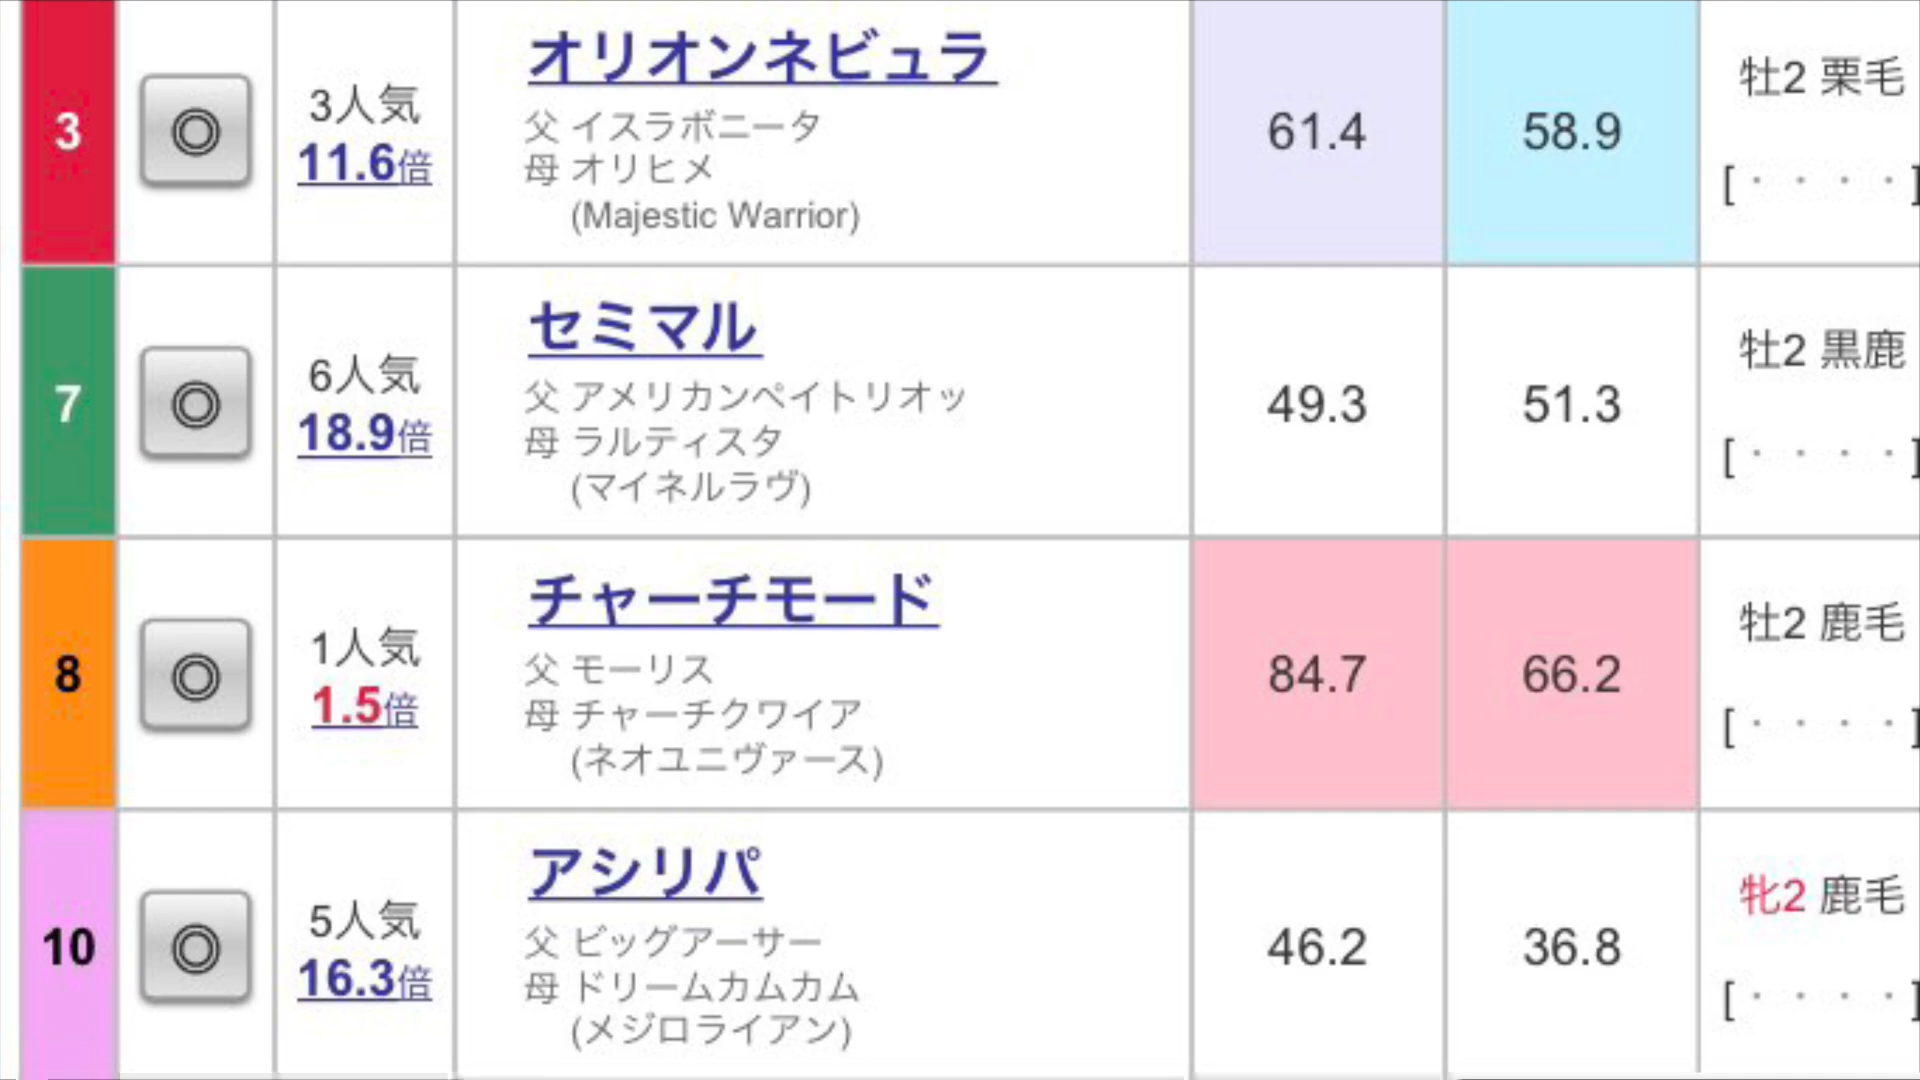 3
◎
3人気
11.6倍
オリオンネビュラ
父 イスラボニータ
母 オリヒメ
(Majestic Warrior)
61.4
58.9
牡2 栗毛
[・・・・]
7
◎
6人気
18.9倍
セミマル
父 アメリカンペイトリオッ
母 ラルティスタ
(マイネルラヴ)
49.3
51.3
牡2 黒鹿
[・・・・]
8
◎
1人気
1.5倍
チャーチモード
父 モーリス
母 チャーチクワイア
(ネオユニヴァース)
84.7
66.2
牡2 鹿毛
[・・・・]
10
◎
5人気
16.3倍
アシリパ
父 ビッグアーサー
母 ドリームカムカム
(メジロライアン)
46.2
36.8
牝2 鹿毛
[・・・・]